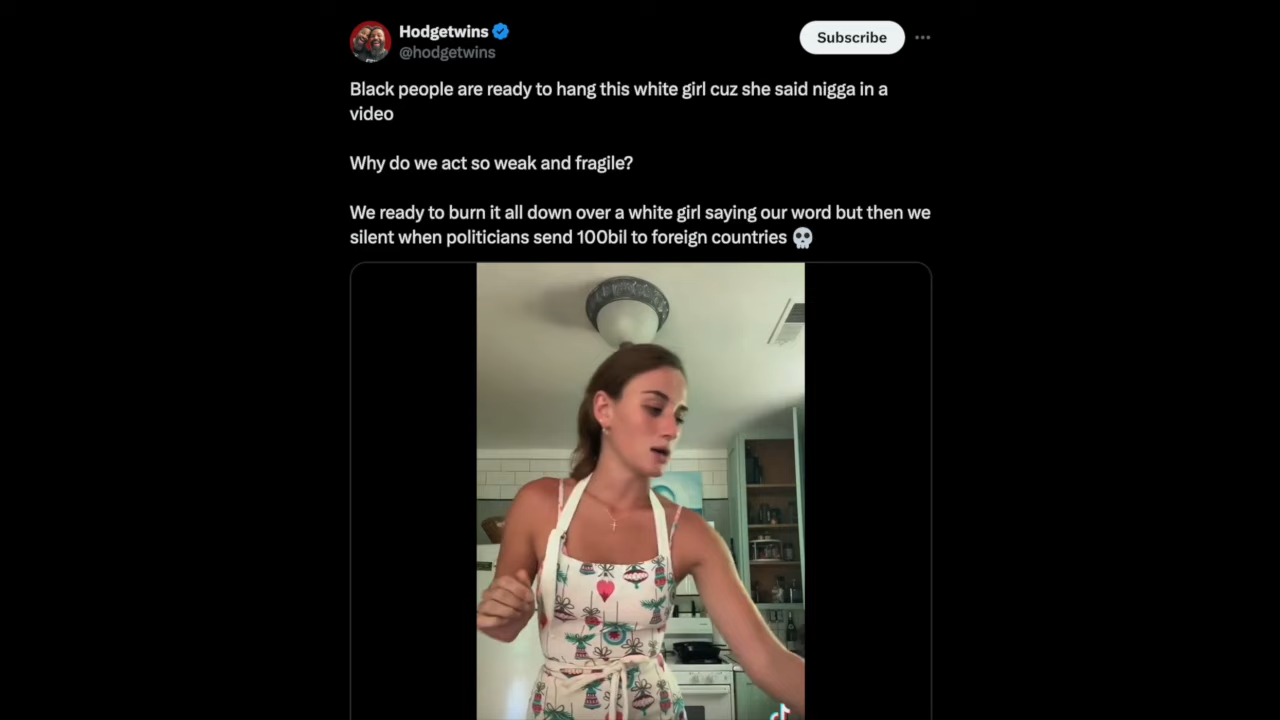 Hodgetwins
@hodgetwins
Subscribe
Black people are ready to hang this white girl cuz she said nigga in a
video
Why do we act so weak and fragile?
We ready to burn it all down over a white girl saying our word but then we
silent when politicians send 100bil to foreign countries 💀